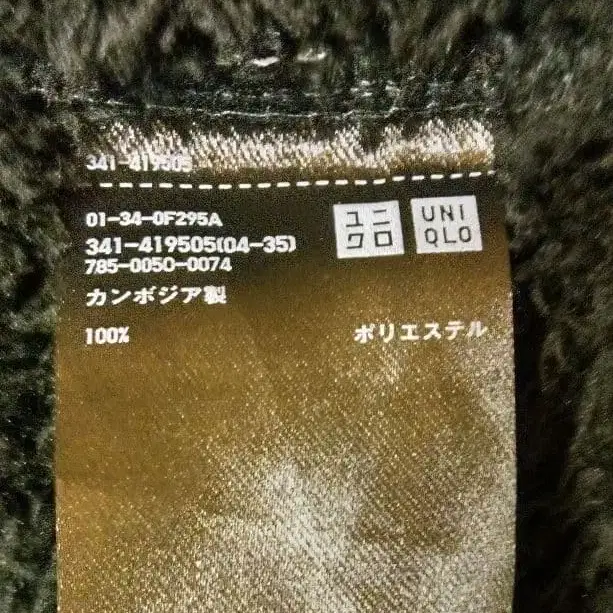 341-419505
01-34-0F295A
341-419505(04-35)
785-0050-0074
カンボジア製
100% ポリエステル
ユニ
クロ
UNI
QLO